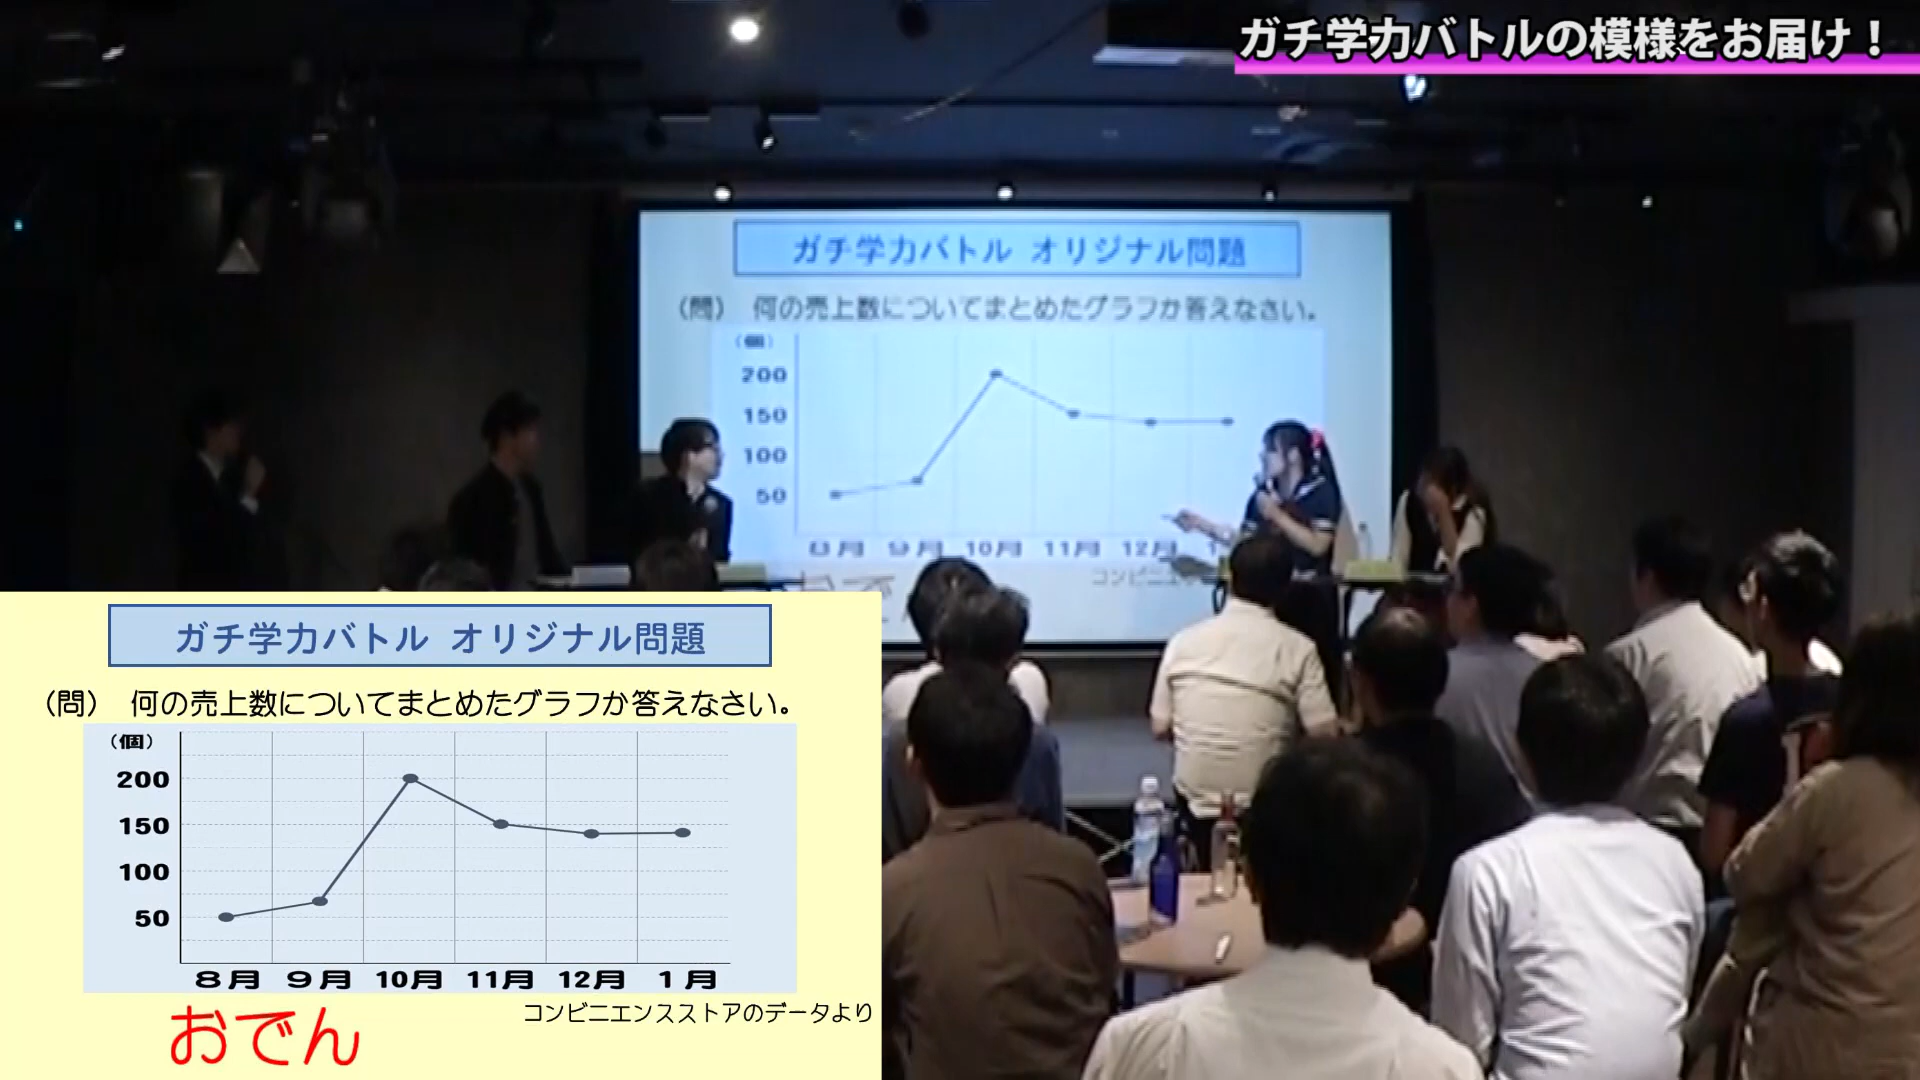 ガチ学力バトルの模様をお届け！
ガチ学力バトル オリジナル問題
（問） 何の売上数についてまとめたグラフか答えなさい。
（個）
200
150
100
50
8月 9月 10月 11月 12月
コンビニエ
ガチ学力バトル オリジナル問題
（問） 何の売上数についてまとめたグラフか答えなさい。
（個）
200
150
100
50
8月 9月 10月 11月 12月 1月
コンビニエンスストアのデータより
おでん